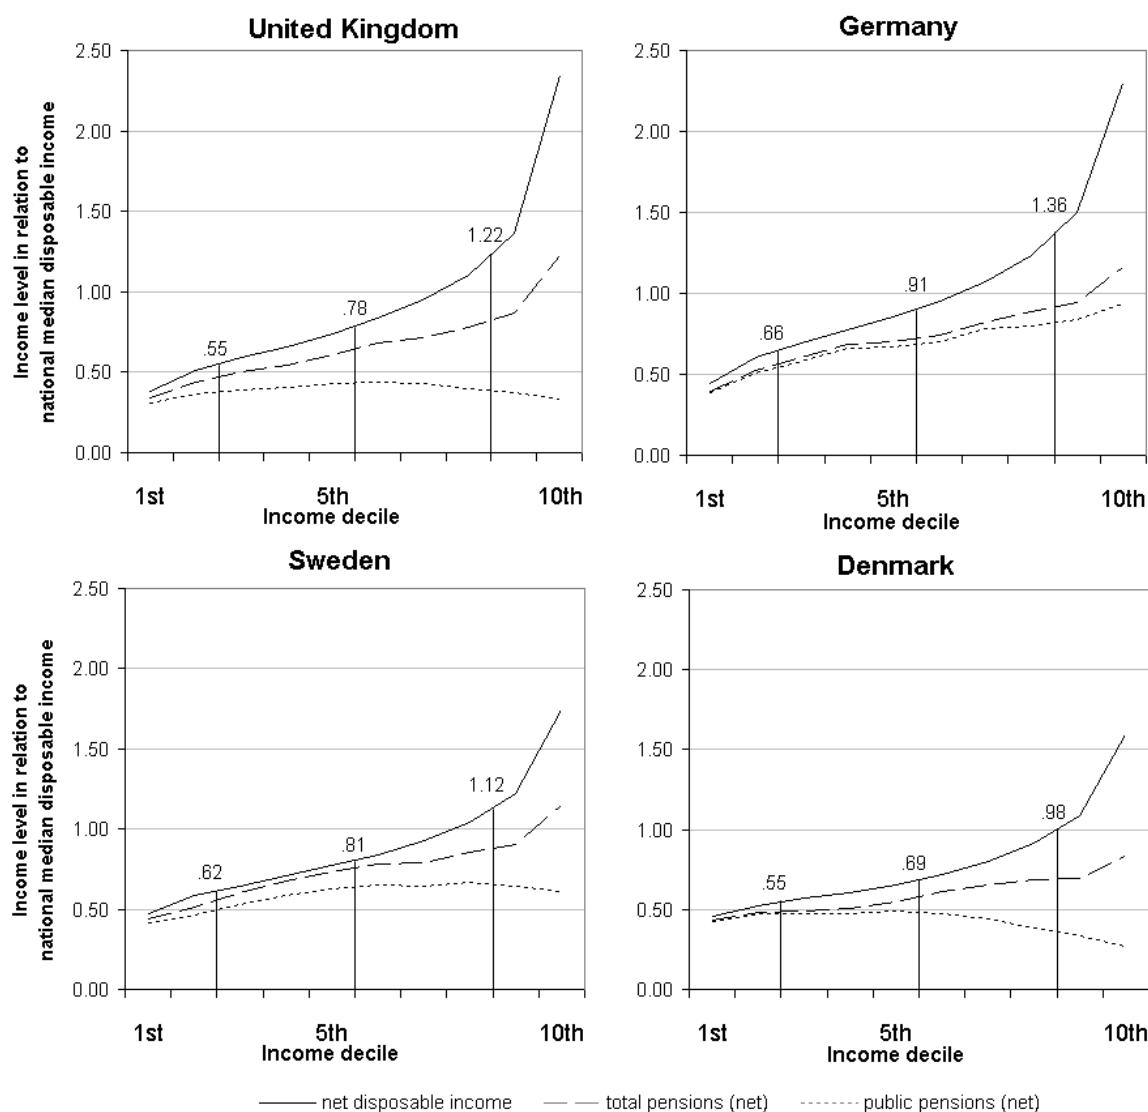 United Kingdom
Income level in relation to
national median disposable income
2.50
2.00
1.50
1.00
0.50
0.00
.55
.78
1.22
1st 5th 10th
Income decile
Germany
2.50
2.00
1.50
1.00
0.50
0.00
.66
.91
1.36
1st 5th 10th
Income decile
Sweden
Income level in relation to
national median disposable income
2.50
2.00
1.50
1.00
0.50
0.00
.62
.81
1.12
1st 5th 10th
Income decile
Denmark
2.50
2.00
1.50
1.00
0.50
0.00
.55
.69
.98
1st 5th 10th
Income decile
net disposable income total pensions (net) public pensions (net)